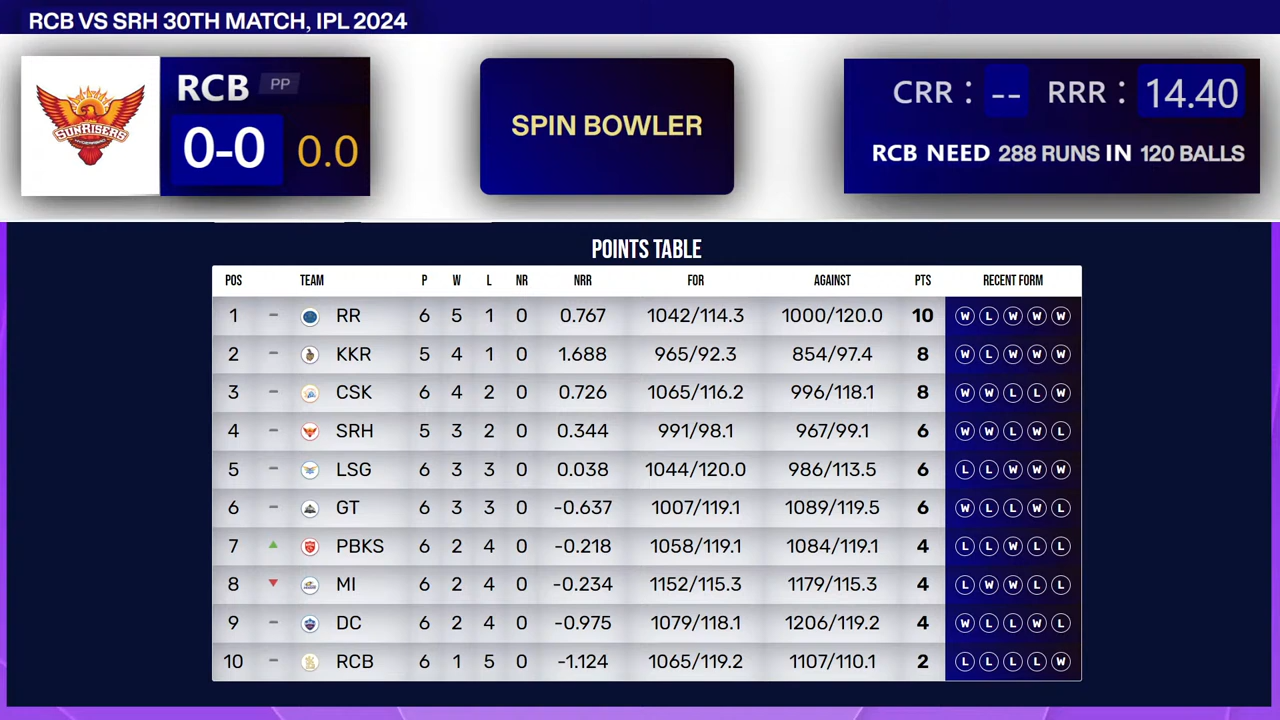 RCB VS SRH 30TH MATCH, IPL 2024
SUNRISERS
RCB PP
0-0 0.0
SPIN BOWLER
CRR : -- RRR : 14.40
RCB NEED 288 RUNS IN 120 BALLS
POINTS TABLE
POS TEAM P W L NR NRR FOR AGAINST PTS RECENT FORM
1 – RR 6 5 1 0 0.767 1042/114.3 1000/120.0 10 W L W W W
2 – KKR 5 4 1 0 1.688 965/92.3 854/97.4 8 W L W W W
3 – CSK 6 4 2 0 0.726 1065/116.2 996/118.1 8 W W L L W
4 – SRH 5 3 2 0 0.344 991/98.1 967/99.1 6 W W L W L
5 – LSG 6 3 3 0 0.038 1044/120.0 986/113.5 6 L L W W W
6 – GT 6 3 3 0 -0.637 1007/119.1 1089/119.5 6 W L L W L
7 PBKS 6 2 4 0 -0.218 1058/119.1 1084/119.1 4 L L W L L
8 MI 6 2 4 0 -0.234 1152/115.3 1179/115.3 4 L W W L L
9 – DC 6 2 4 0 -0.975 1079/118.1 1206/119.2 4 W L L W L
10 – RCB 6 1 5 0 -1.124 1065/119.2 1107/110.1 2 L L L L W